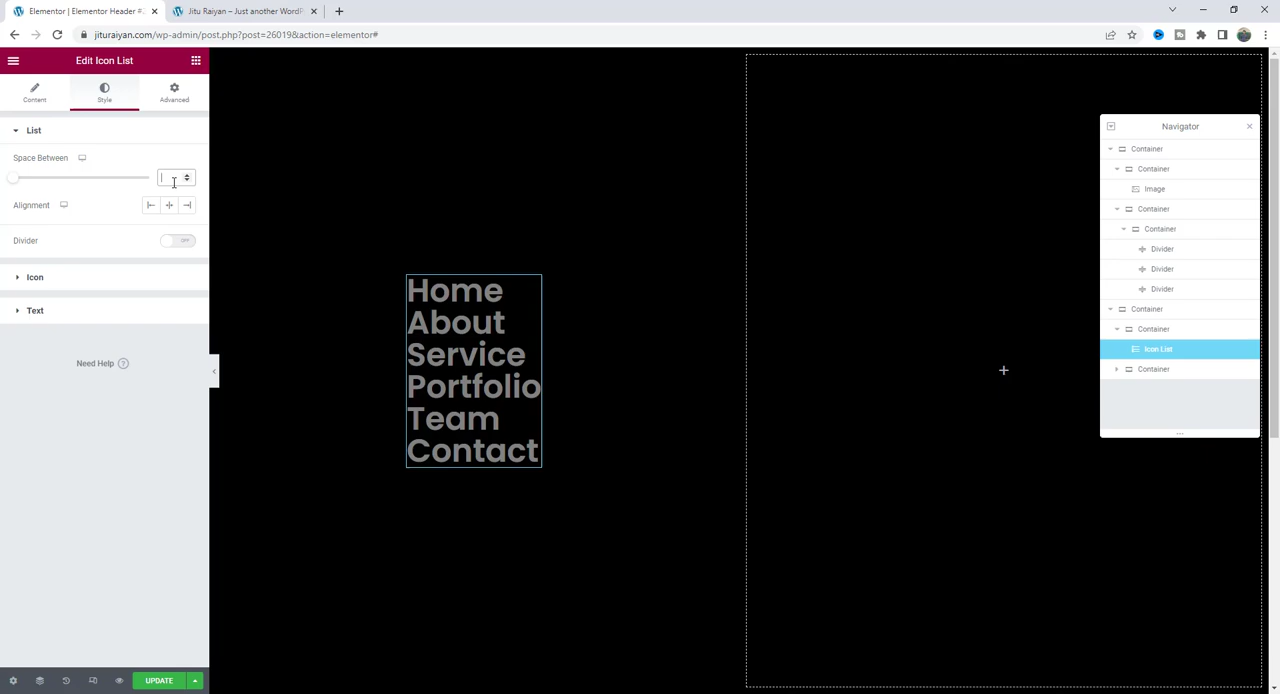 Elementor | Elementor Header #
Jitu Raiyan – Just another WordP
jituraiyan.com/wp-admin/post.php?post=26019&action=elementor#
Edit Icon List
Content
Style
Advanced
List
Space Between
Alignment
Divider
OFF
Icon
Text
Need Help ?
UPDATE
Home
About
Service
Portfolio
Team
Contact
Navigator
Container
Container
Image
Container
Container
Divider
Divider
Divider
Container
Container
Icon List
Container